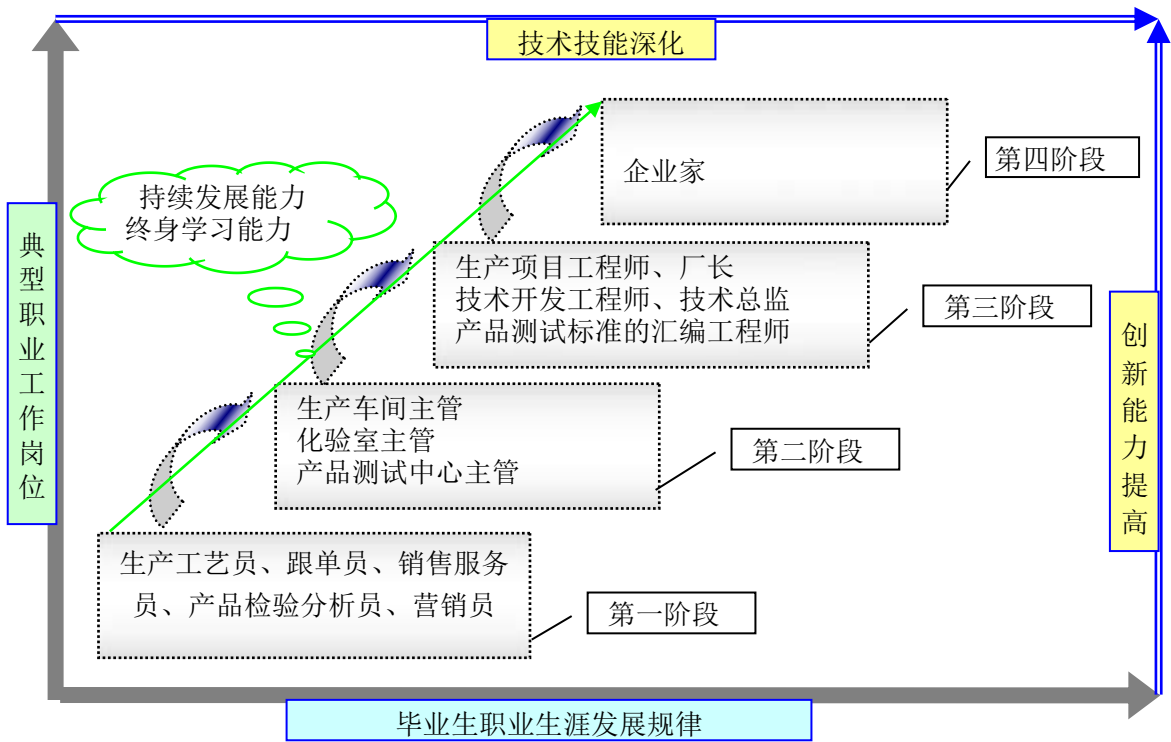 技术技能深化
企业家
第四阶段
持续发展能力
终身学习能力
典型职业工作岗位
生产项目工程师、厂长
技术开发工程师、技术总监
产品测试标准的汇编工程师
第三阶段
创新能力提高
生产车间主管
化验室主管
产品测试中心主管
第二阶段
生产工艺员、跟单员、销售服务
员、产品检验分析员、营销员
第一阶段
毕业生职业生涯发展规律